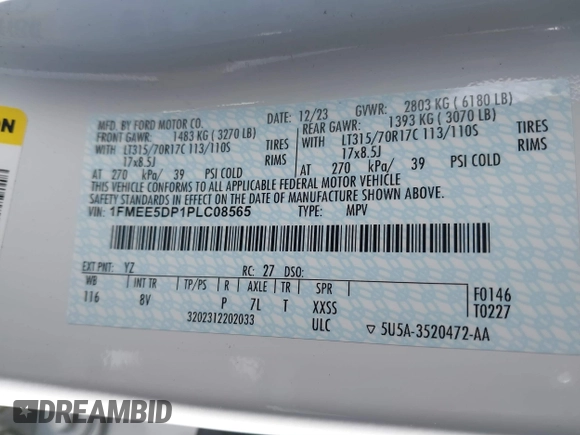 ON
MFD. BY FORD MOTOR CO.
DATE: 12/23 GVWR: 2803 KG ( 6180 LB)
FRONT GAWR: 1483 KG ( 3270 LB) REAR GAWR: 1393 KG ( 3070 LB)
WITH LT315/70R17C 113/110S TIRES WITH LT315/70R17C 113/110S TIRES
17x8.5J RIMS 17x8.5J RIMS
AT 270 kPa/ 39 PSI COLD AT 270 kPa/ 39 PSI COLD
THIS VEHICLE CONFORMS TO ALL APPLICABLE FEDERAL MOTOR VEHICLE
SAFETY STANDARDS IN EFFECT ON THE DATE OF MANUFACTURE SHOWN ABOVE.
VIN: 1FMEE5DP1PLC08565 TYPE: MPV
EXT PNT: YZ RC: 27 DSO:
WB INT TR TP/PS R AXLE TR SPR F0146
116 8V P 7L T XXSS T0227
3202312202033 ULC ▽ 5U5A-3520472-AA
DREAMBID